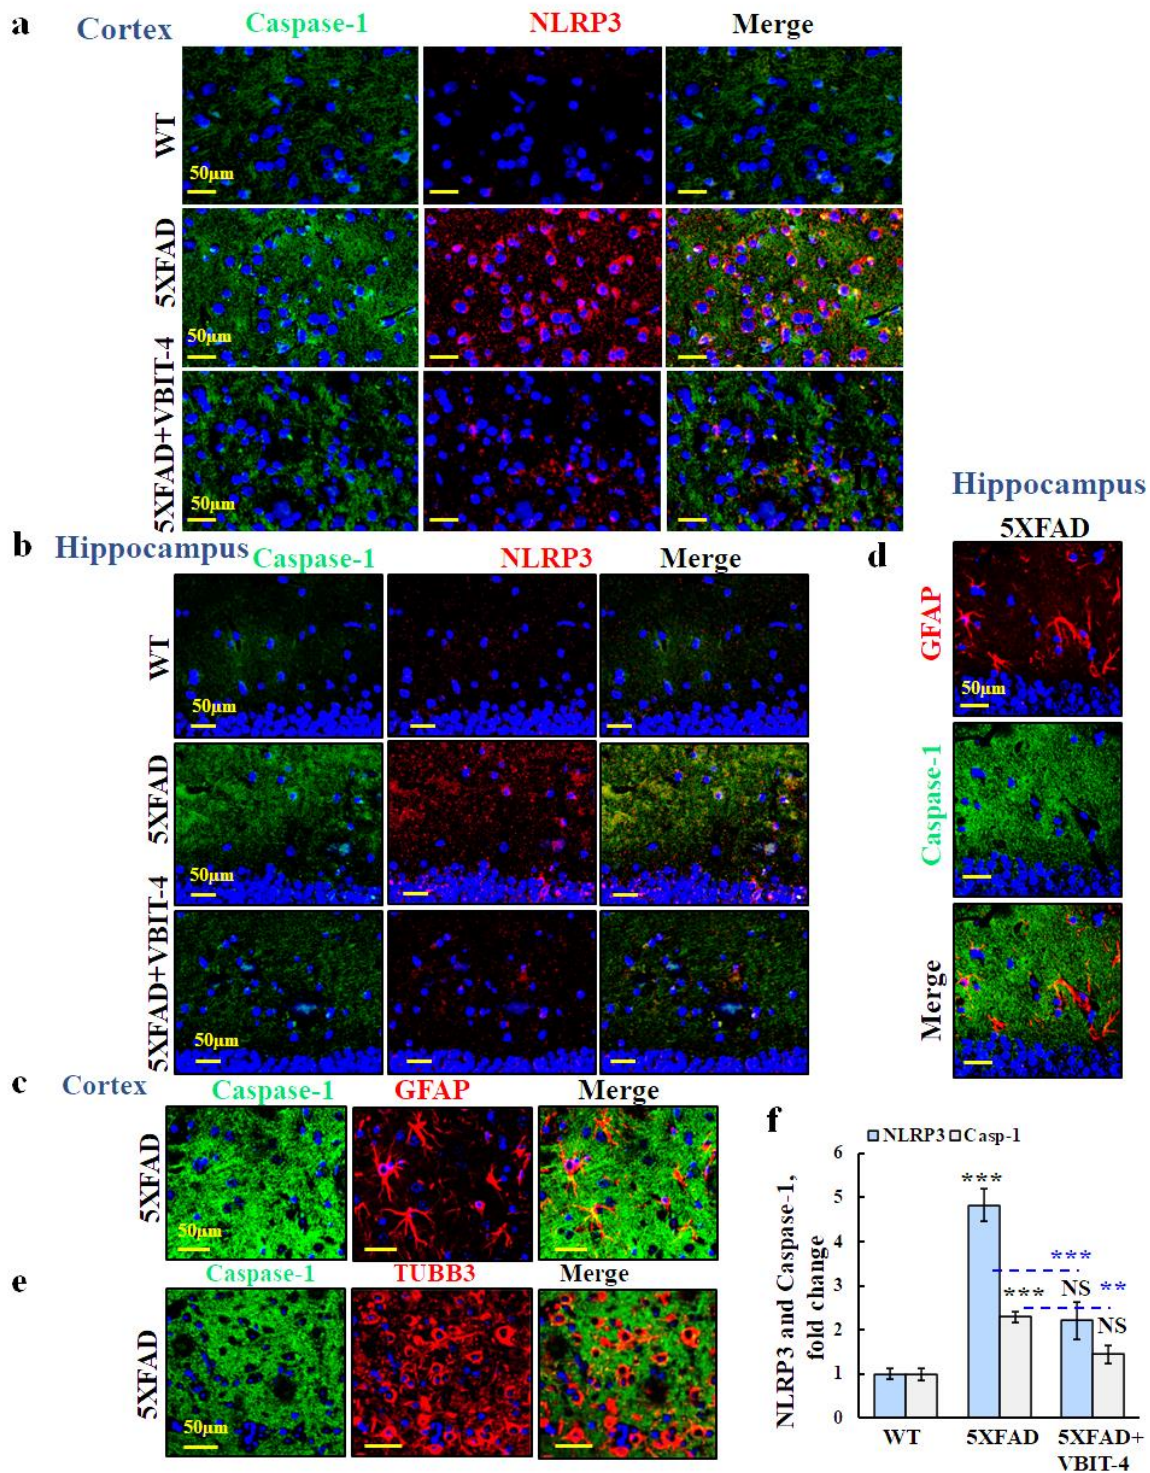 a
Cortex
Caspase-1 NLRP3 Merge
WT
50µm
5XFAD
50µm
5XFAD+VBIT-4
50µm
D
b Hippocampus
Caspase-1 NLRP3 Merge
WT
50µm
5XFAD
50µm
5XFAD+VBIT-4
50µm
Hippocampus
5XFAD
d
GFAP
50µm
Caspase-1
Merge
c Cortex
Caspase-1 GFAP Merge
5XFAD
50µm
e
Caspase-1 TUBB3 Merge
5XFAD
50µm
f
NLRP3 Casp-1
NLRP3 and Caspase-1,
fold change
6
5
4
3
2
1
0
***
***
***
NS **
NS
WT 5XFAD 5XFAD+
VBIT-4